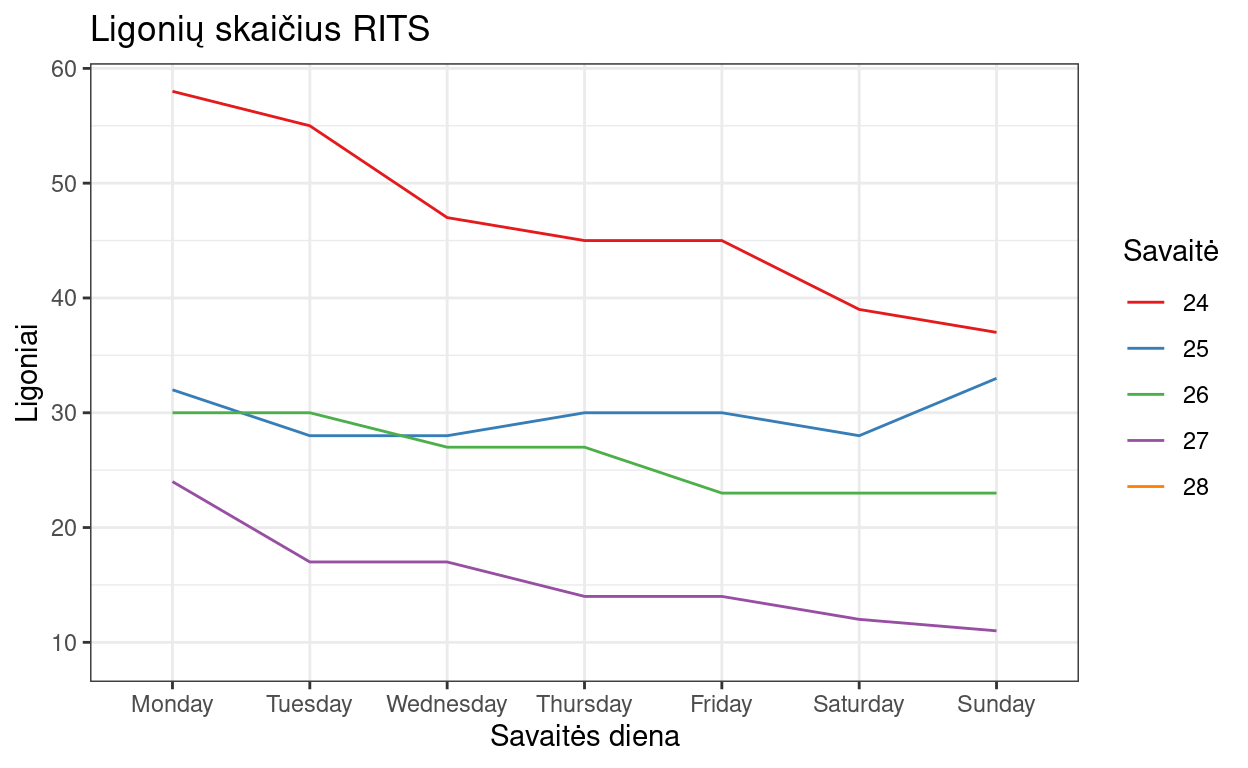 Ligonių skaičius RITS
Ligoniai
60
50
40
30
20
10
Monday Tuesday Wednesday Thursday Friday Saturday Sunday
Savaitės diena
Savaitė
24
25
26
27
28